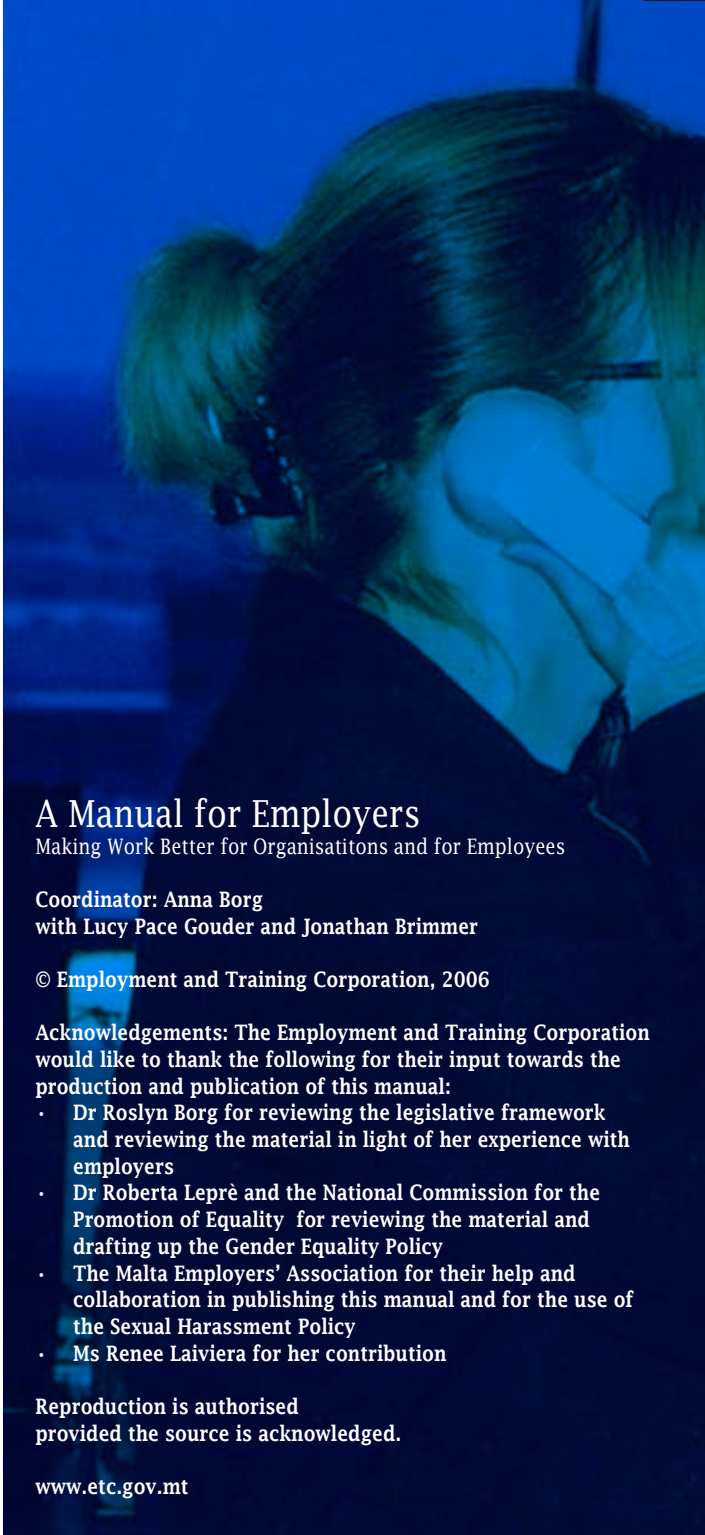 A Manual for Employers
Making Work Better for Organisatitons and for Employees
Coordinator: Anna Borg
with Lucy Pace Gouder and Jonathan Brimmer
© Employment and Training Corporation, 2006
Acknowledgements: The Employment and Training Corporation
would like to thank the following for their input towards the
production and publication of this manual:
• Dr Roslyn Borg for reviewing the legislative framework
and reviewing the material in light of her experience with
employers
• Dr Roberta Leprè and the National Commission for the
Promotion of Equality for reviewing the material and
drafting up the Gender Equality Policy
• The Malta Employers’ Association for their help and
collaboration in publishing this manual and for the use of
the Sexual Harassment Policy
• Ms Renee Laiviera for her contribution
Reproduction is authorised
provided the source is acknowledged.
www.etc.gov.mt